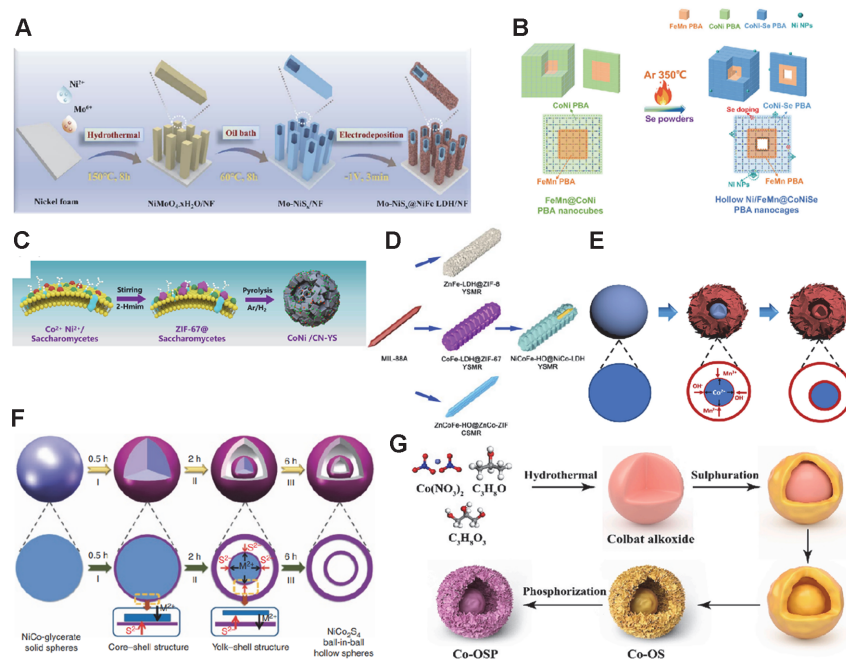 A
Ni²⁺
Mo⁶⁺
Hydrothermal
150°C, 8h
Oil bath
60°C, 8h
Electrodeposition
-1V, 3min
Nickel foam
NiMoO₄.xH₂O/NF
Mo-NiSₓ/NF
Mo-NiSₓ@NiFe LDH/NF
B
FeMn PBA
CoNi PBA
CoNi-Se PBA
Ni NPs
Ar 350℃
Se powders
CoNi PBA
FeMn PBA
FeMn@CoNi
PBA nanocubes
Se doping
CoNi-Se PBA
Ni NPs
FeMn PBA
Hollow Ni/FeMn@CoNiSe
PBA nanocages
C
Stirring
2-Hmim
Pyrolysis
Ar/H₂
Co²⁺ Ni²⁺/
Saccharomycetes
ZIF-67@
Saccharomycetes
CoNi /CN-YS
D
ZnFe-LDH@ZIF-8
YSMR
MIL-88A
CoFe-LDH@ZIF-67
YSMR
NiCoFe-HO@NiCo-LDH
YSMR
ZnCoFe-HO@ZnCo-ZIF
CSMR
E
Mn²⁺
OH⁻
Co²⁺
OH⁻
Mn²⁺
F
0.5 h
I
2 h
II
6 h
III
0.5 h
I
2 h
II
6 h
III
S²⁻
S²⁻
M²⁺
S²⁻
S²⁻
M²⁺
S²⁻
M²⁺
S²⁻
NiCo-glycerate
solid spheres
Core–shell structure
Yolk–shell structure
NiCo₂S₄
ball-in-ball
hollow spheres
G
Co(NO₃)₂
C₃H₈O
C₃H₈O₃
Hydrothermal
Colbat alkoxide
Sulphuration
Co-OS
Phosphorization
Co-OSP